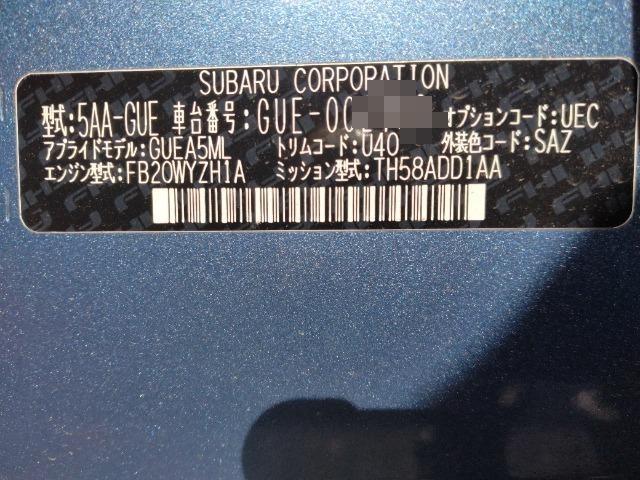 SUBARU CORPORATION
型式:5AA-GUE 車台番号:GUE-00 オプションコード:UEC
アプライドモデル:GUEA5ML トリムコード:U40 外装色コード:SAZ
エンジン型式:FB20WYZH1A ミッション型式:TH58ADD1AA